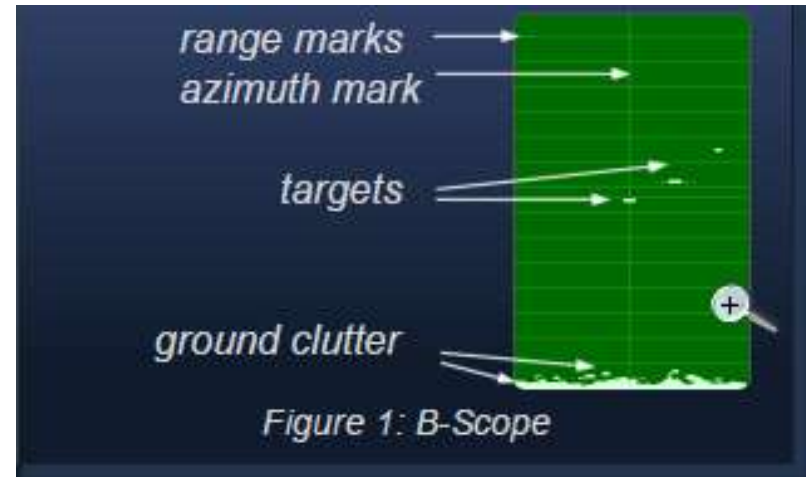 range marks
azimuth mark
targets
ground clutter
Figure 1: B-Scope